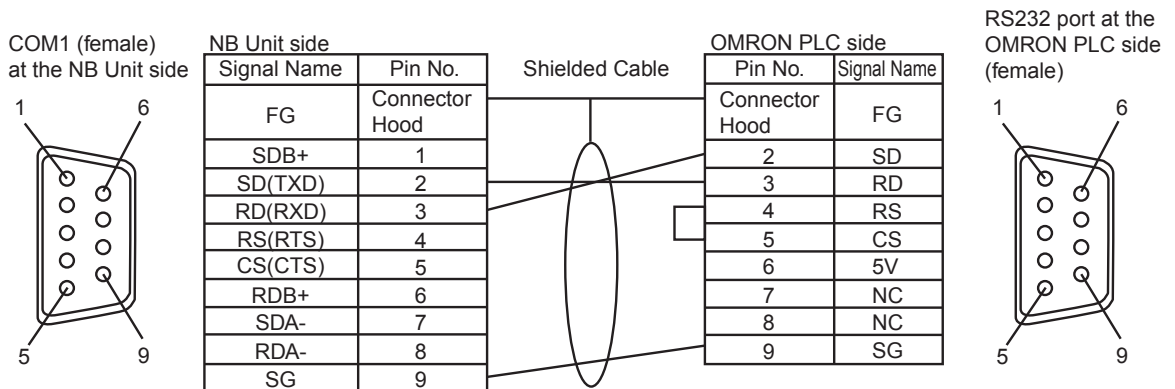 COM1 (female)
at the NB Unit side
1
6
5
9
NB Unit side
Signal Name Pin No.
FG Connector
Hood
SDB+ 1
SD(TXD) 2
RD(RXD) 3
RS(RTS) 4
CS(CTS) 5
RDB+ 6
SDA- 7
RDA- 8
SG 9
Shielded Cable
OMRON PLC side
Pin No. Signal Name
Connector
Hood FG
2 SD
3 RD
4 RS
5 CS
6 5V
7 NC
8 NC
9 SG
RS232 port at the
OMRON PLC side
(female)
1
6
5
9